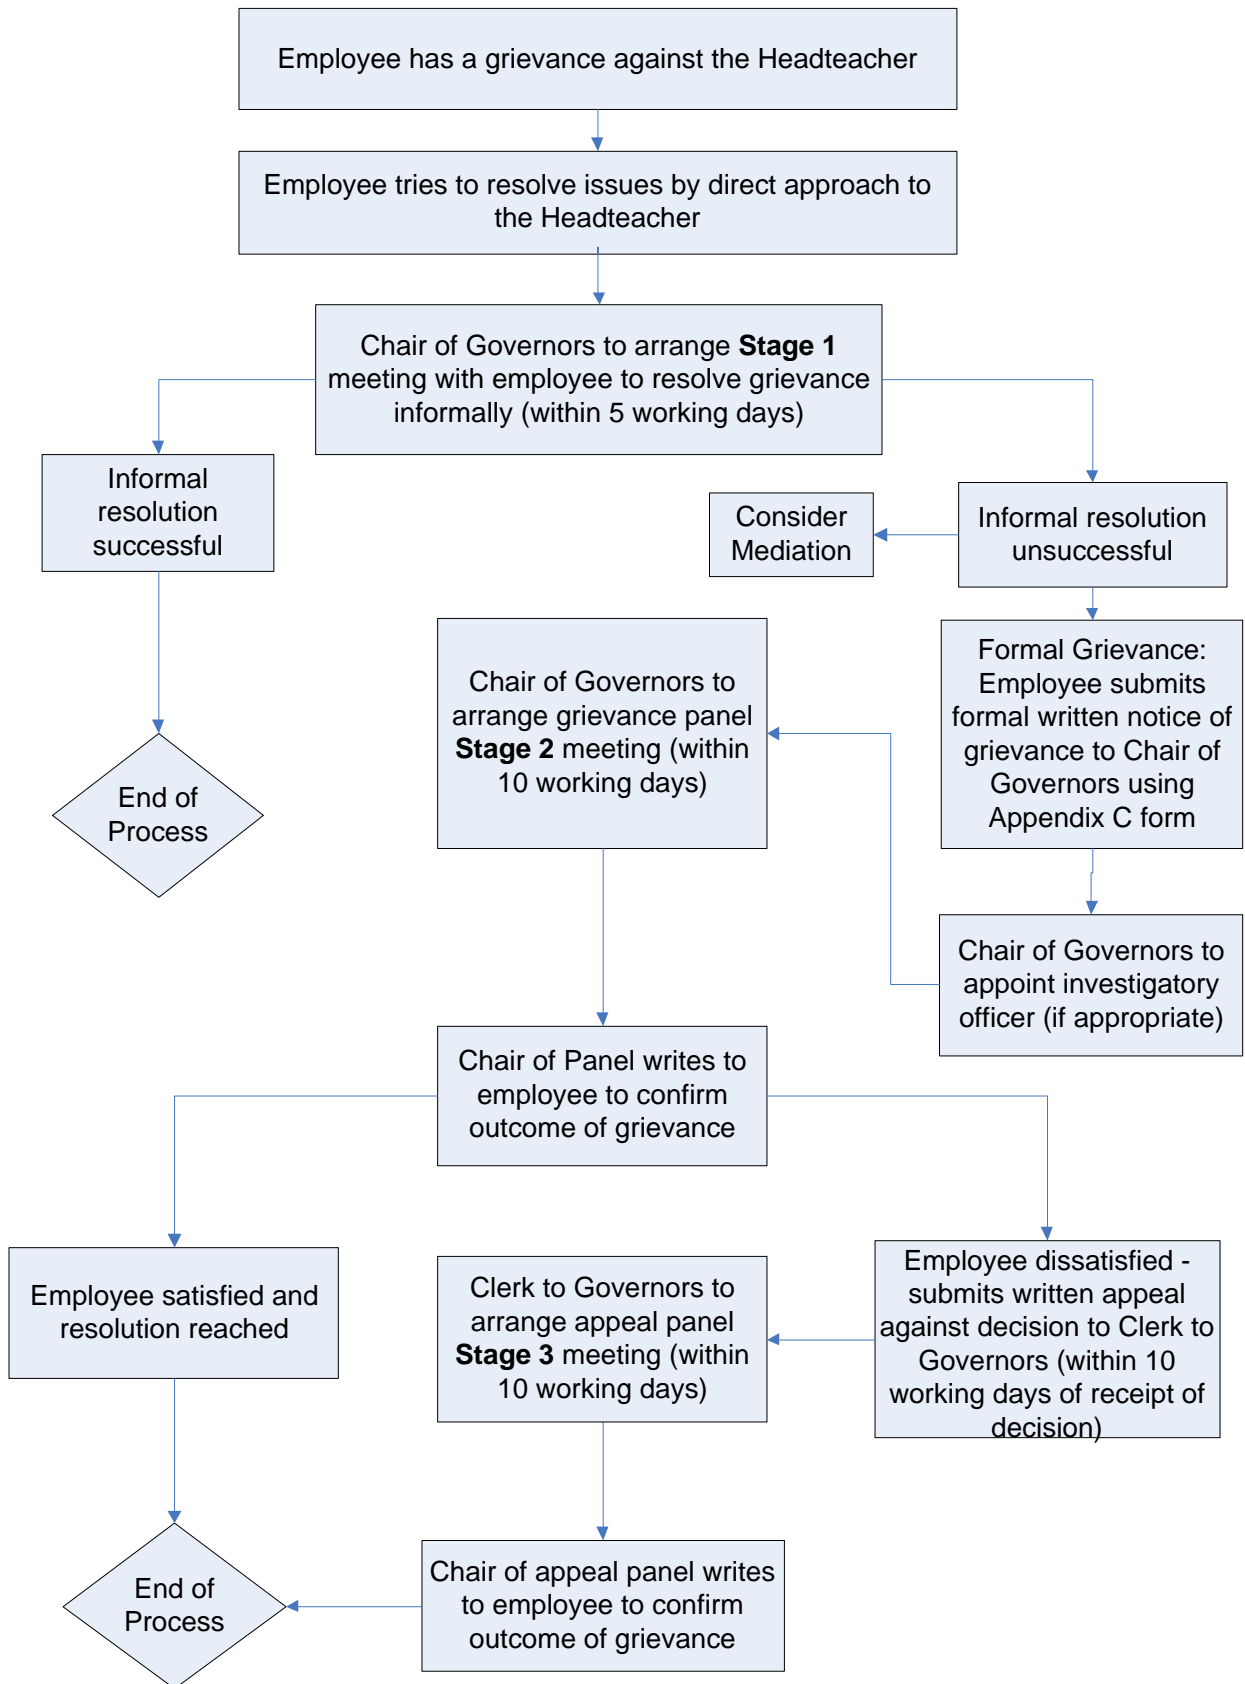 Employee has a grievance against the Headteacher
Employee tries to resolve issues by direct approach to
the Headteacher
Chair of Governors to arrange Stage 1
meeting with employee to resolve grievance
informally (within 5 working days)
Informal
resolution
successful
Consider
Mediation
Informal resolution
unsuccessful
End of
Process
Formal Grievance:
Employee submits
formal written notice of
grievance to Chair of
Governors using
Appendix C form
Chair of Governors to
arrange grievance panel
Stage 2 meeting (within
10 working days)
Chair of Governors to
appoint investigatory
officer (if appropriate)
Chair of Panel writes to
employee to confirm
outcome of grievance
Employee satisfied and
resolution reached
Clerk to Governors to
arrange appeal panel
Stage 3 meeting (within
10 working days)
Employee dissatisfied -
submits written appeal
against decision to Clerk to
Governors (within 10
working days of receipt of
decision)
End of
Process
Chair of appeal panel writes
to employee to confirm
outcome of grievance